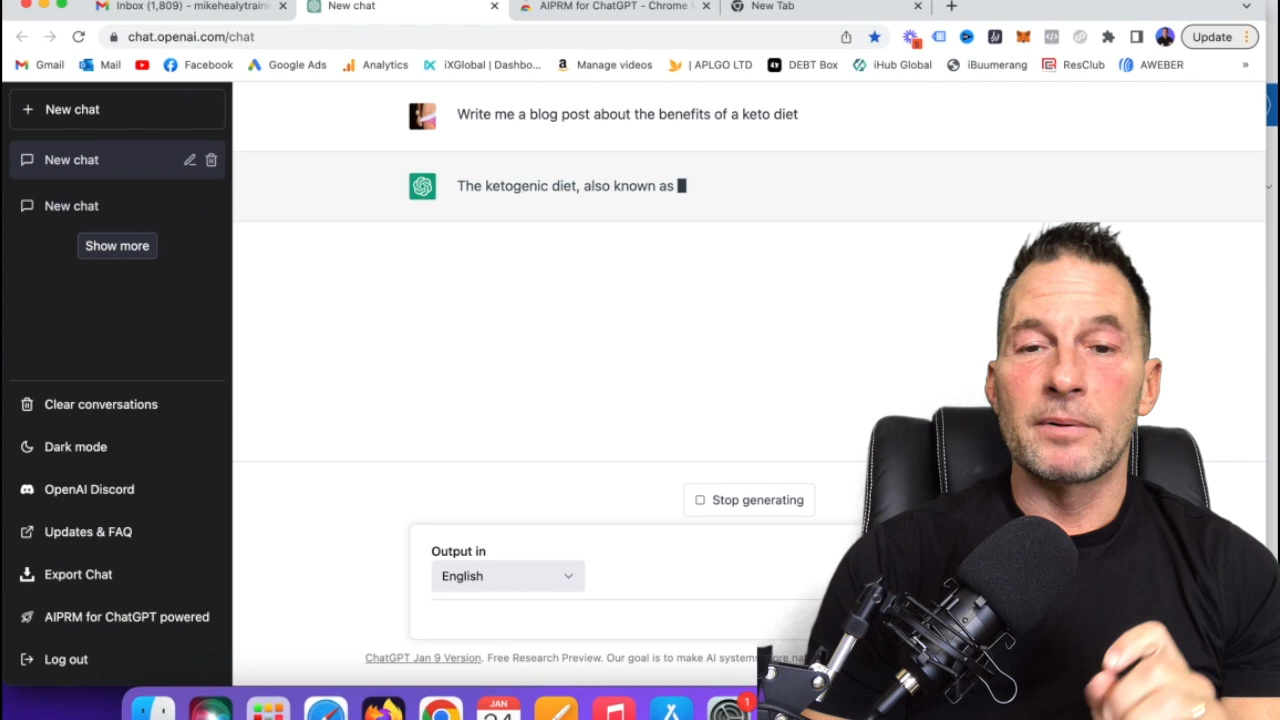 Inbox (1,809) - mikehealytraini
New chat
AIPRM for ChatGPT - Chrome
New Tab
chat.openai.com/chat
Update
Gmail
Mail
Facebook
Google Ads
Analytics
iXGlobal | Dashbo...
Manage videos
APLGO LTD
DEBT Box
iHub Global
iBuumerang
ResClub
AWEBER
»
New chat
New chat
New chat
Show more
Clear conversations
Dark mode
OpenAI Discord
Updates & FAQ
Export Chat
AIPRM for ChatGPT powered
Log out
Write me a blog post about the benefits of a keto diet
The ketogenic diet, also known as
Stop generating
Output in
English
ChatGPT Jan 9 Version. Free Research Preview. Our goal is to make AI systems more
JAN
1